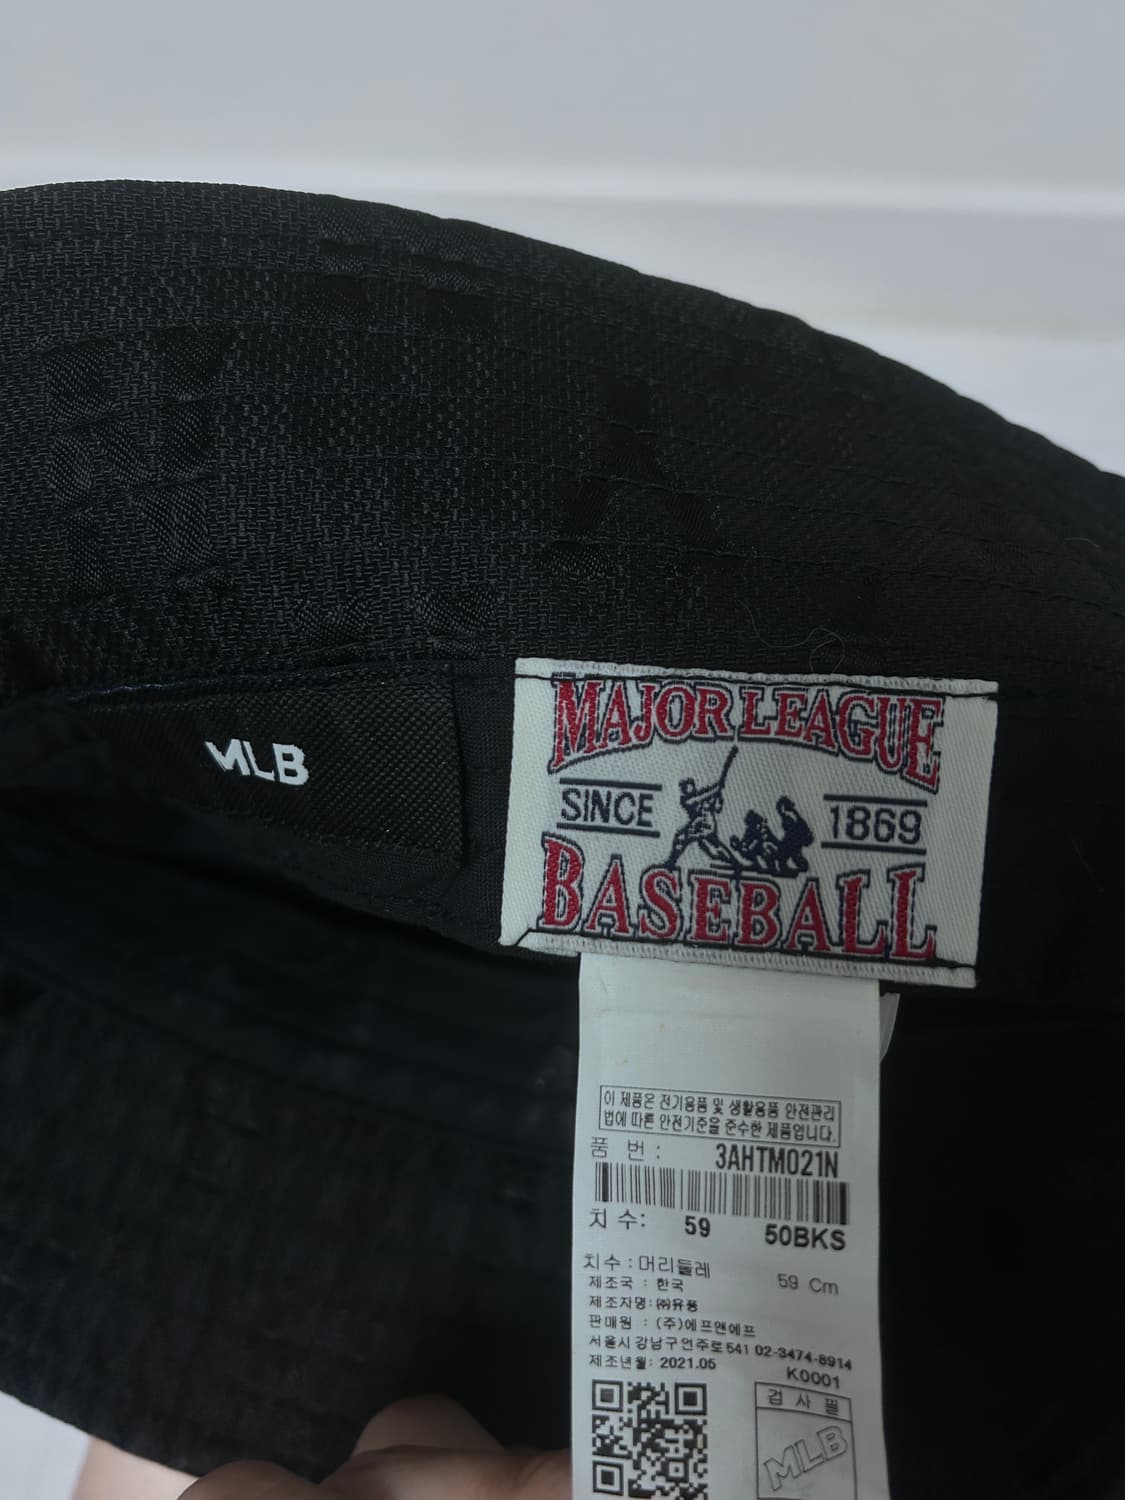 MLB
MAJOR LEAGUE
SINCE 1869
BASEBALL
이 제품은 전기용품 및 생활용품 안전관리
법에 따른 안전기준을 준수한 제품입니다.
품 번 : 3AHTM021N
치 수: 59 50BKS
치수 : 머리둘레 59 Cm
제조국 : 한국
제조자명: ㈜유풍
판매원 : (주)에프앤에프
서울시 강남구 언주로 541 02-3474-8914
제조년월: 2021.05
K0001
검 사 필
MLB